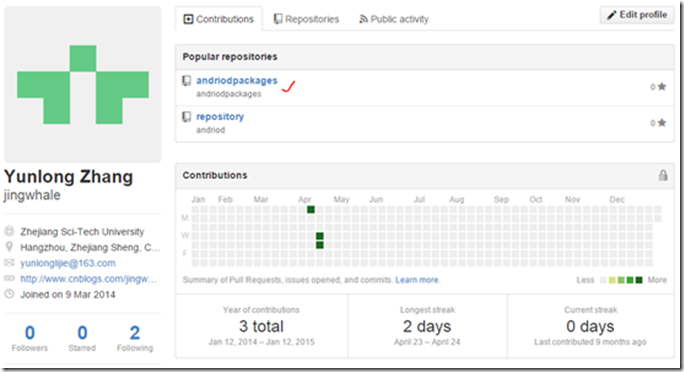 Contributions
Repositories
Public activity
Edit profile
Popular repositories
andriodpackages
andriodpackages
0
repository
andriod
0
Yunlong Zhang
jingwhale
Zhejiang Sci-Tech University
Hangzhou, Zhejiang Sheng, C...
yunlonglijie@163.com
http://www.cnblogs.com/jingw...
Joined on 9 Mar 2014
0
Followers
0
Starred
2
Following
Contributions
Jan Feb Mar Apr May Jun Jul Aug Sep Oct Nov Dec
M
W
F
Summary of Pull Requests, issues opened, and commits. Learn more.
Less More
Year of contributions
3 total
Jan 12, 2014 – Jan 12, 2015
Longest streak
2 days
April 23 – April 24
Current streak
0 days
Last contributed 9 months ago